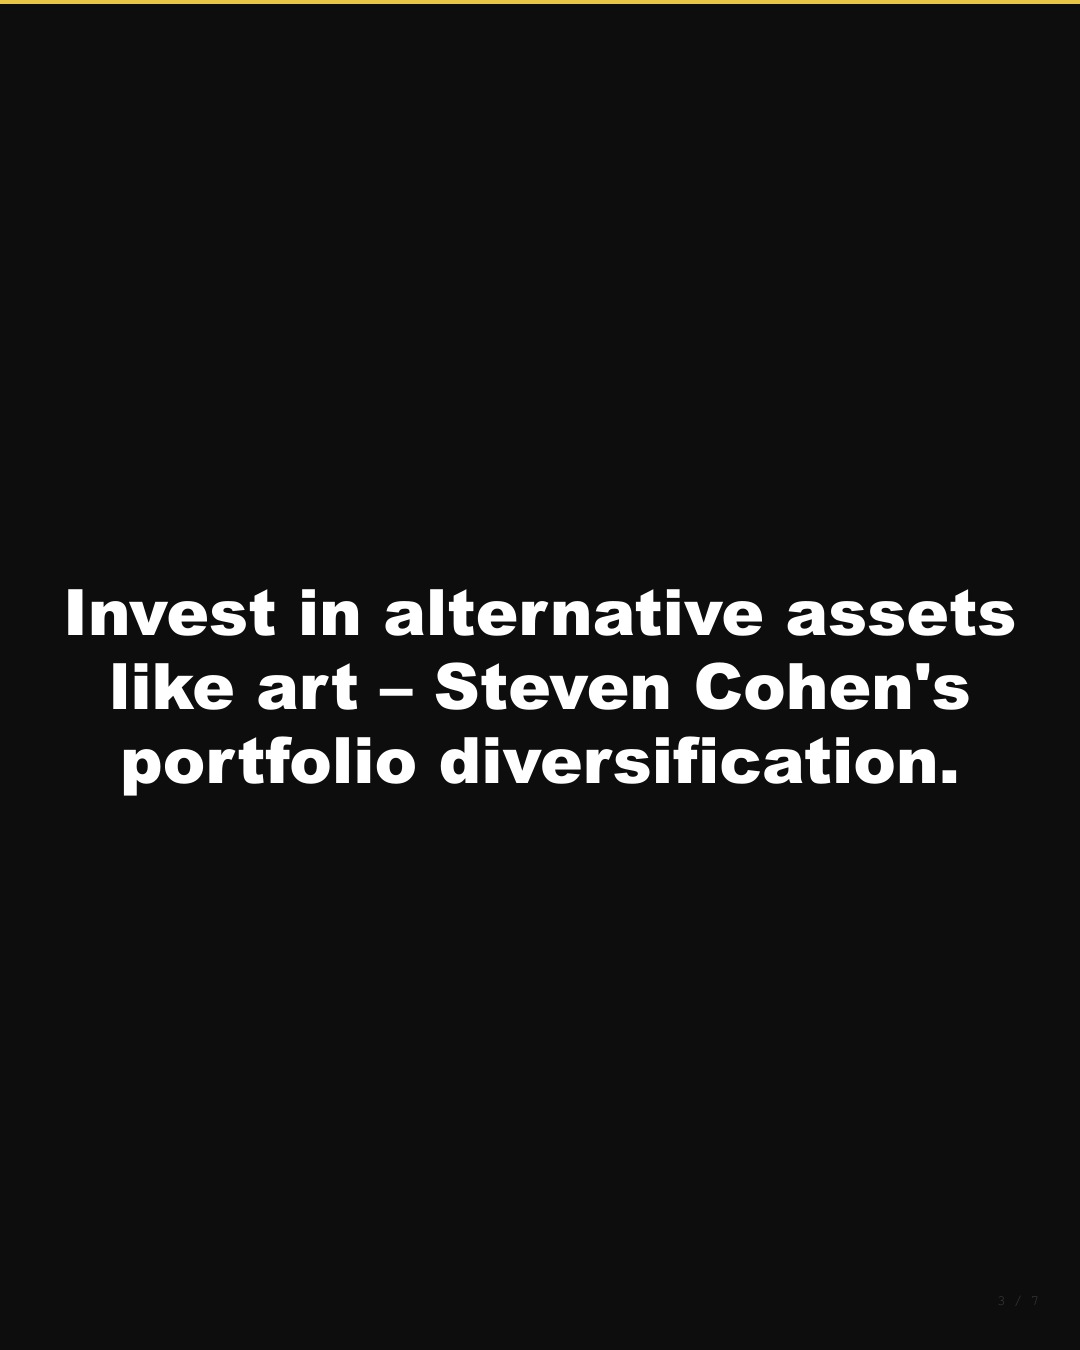 Invest in alternative assets
like art – Steven Cohen's
portfolio diversification.
3 / 7